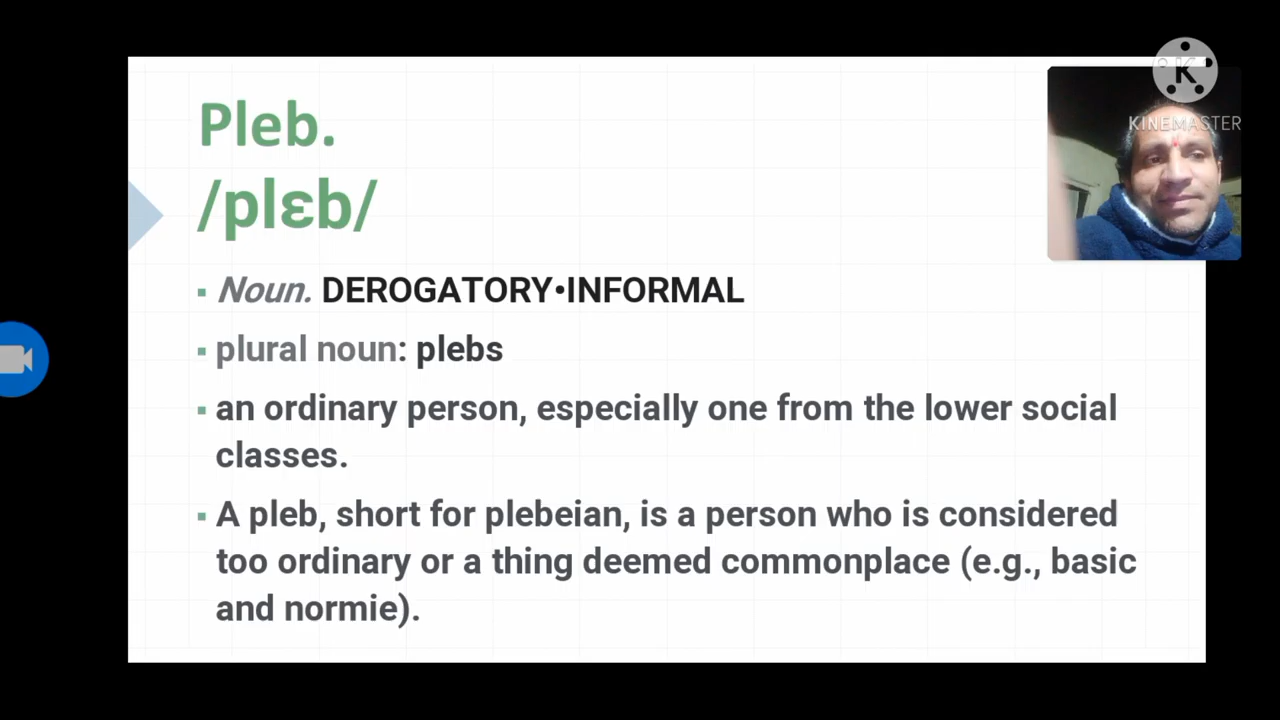 Pleb.
/plɛb/
K
KINEMASTER
▪ Noun. DEROGATORY•INFORMAL
▪ plural noun: plebs
▪ an ordinary person, especially one from the lower social
classes.
▪ A pleb, short for plebeian, is a person who is considered
too ordinary or a thing deemed commonplace (e.g., basic
and normie).